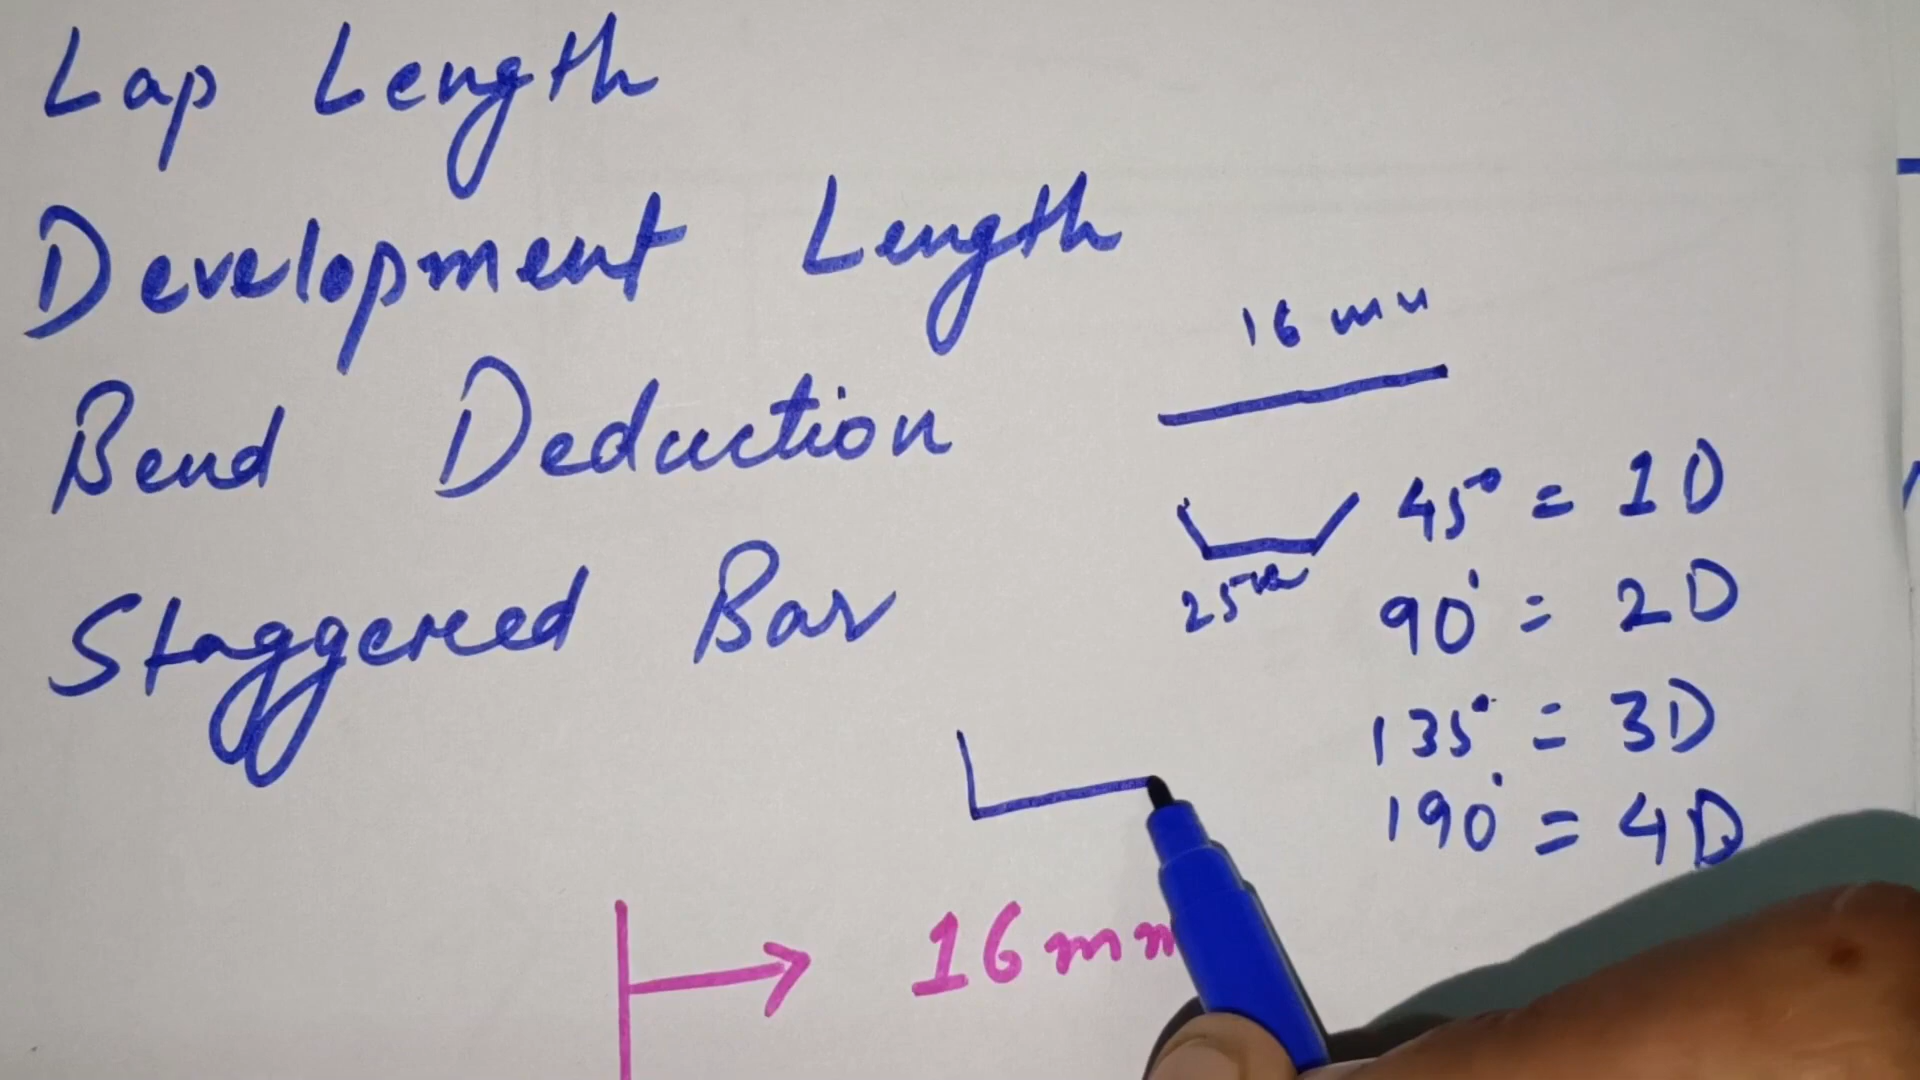 Lap Length
Development Length
Bend Deduction
Staggered Bar
16 mm
25
45° = 1D
90° = 2D
135° = 3D
190° = 4D
16mm